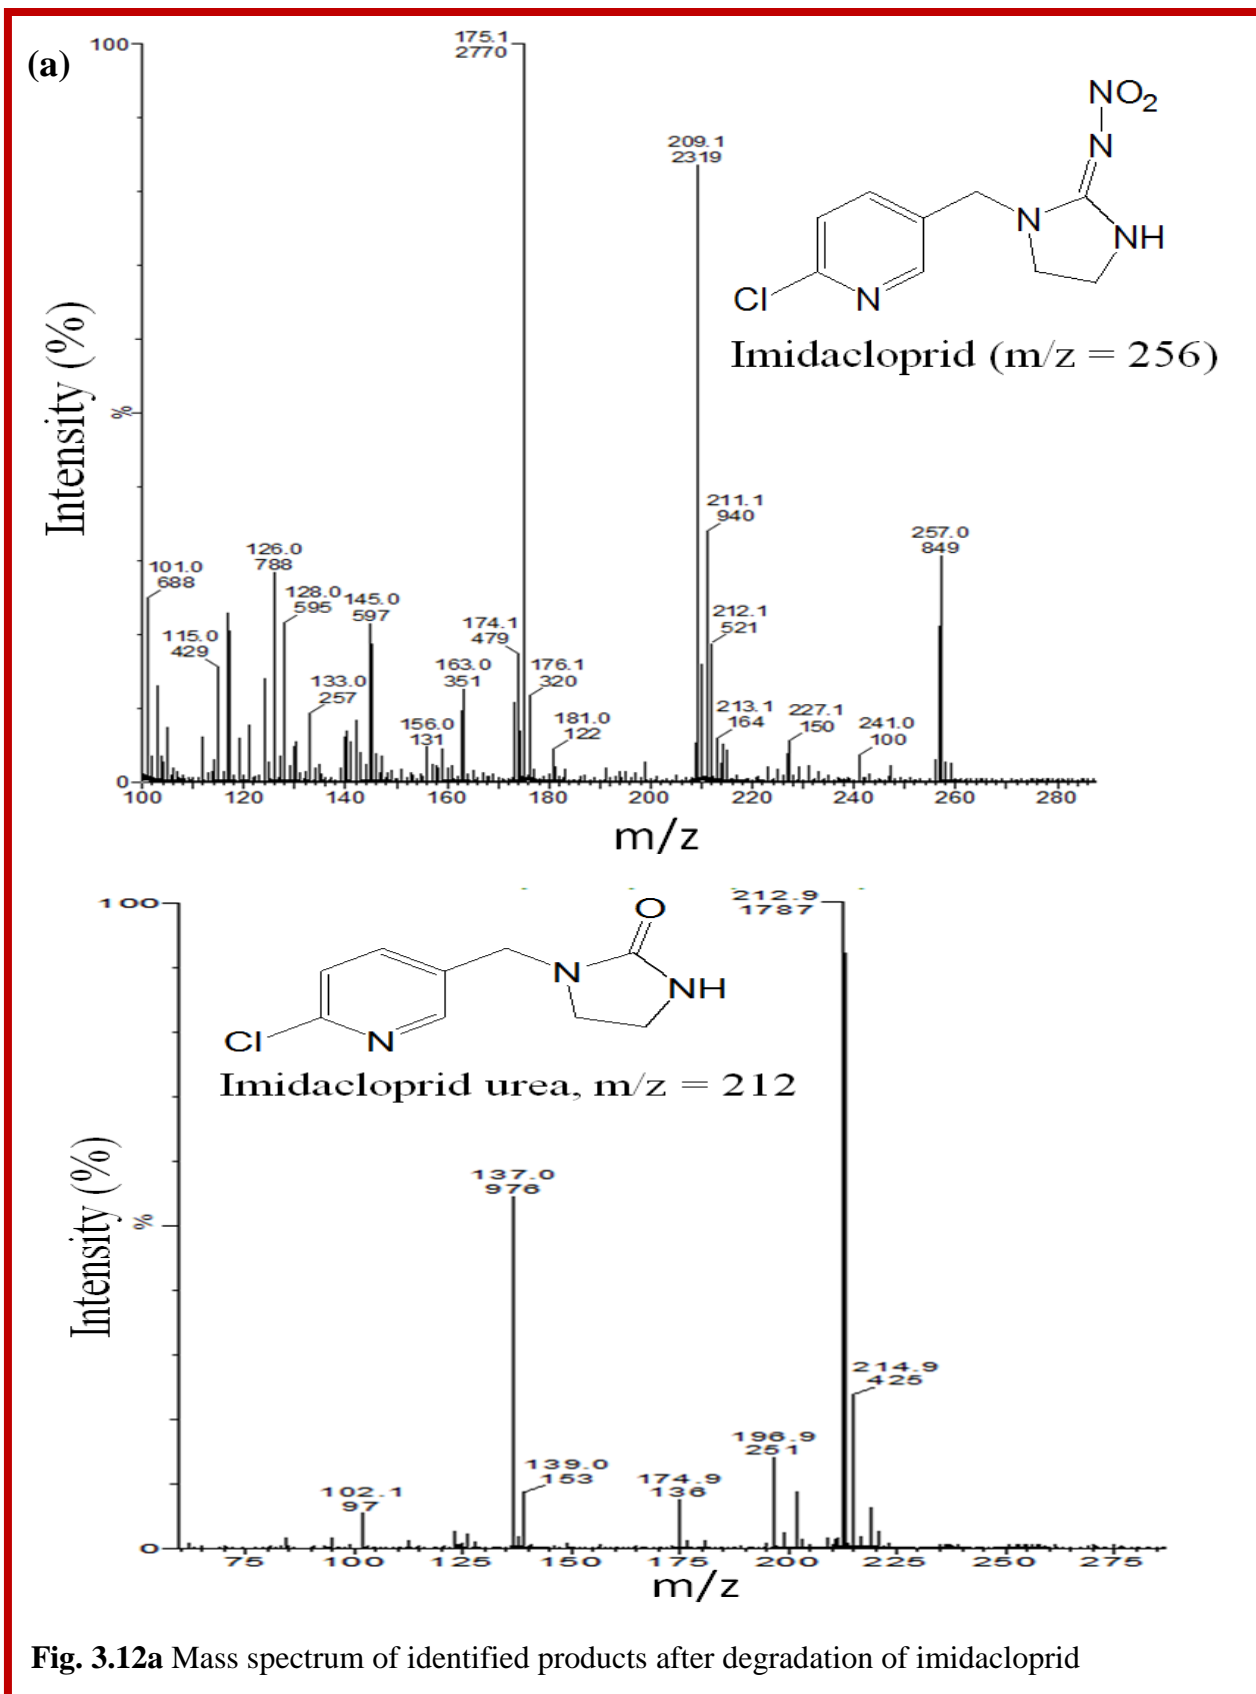 (a)
100
175.1
2770
209.1
2319
NO2
N
N
NH
Cl
N
Imidacloprid (m/z = 256)
Intensity (%)
%
211.1
940
257.0
849
126.0
788
101.0
688
128.0
595
145.0
597
212.1
521
174.1
479
115.0
429
163.0
351
176.1
320
133.0
257
213.1
164
227.1
150
156.0
131
181.0
122
241.0
100
0
100 120 140 160 180 200 220 240 260 280
m/z
100
212.9
1787
O
N
NH
Cl
N
Imidacloprid urea, m/z = 212
Intensity (%)
%
137.0
976
214.9
425
196.9
251
139.0
153
174.9
136
102.1
97
0
75 100 125 150 175 200 225 250 275
m/z
Fig. 3.12a Mass spectrum of identified products after degradation of imidacloprid